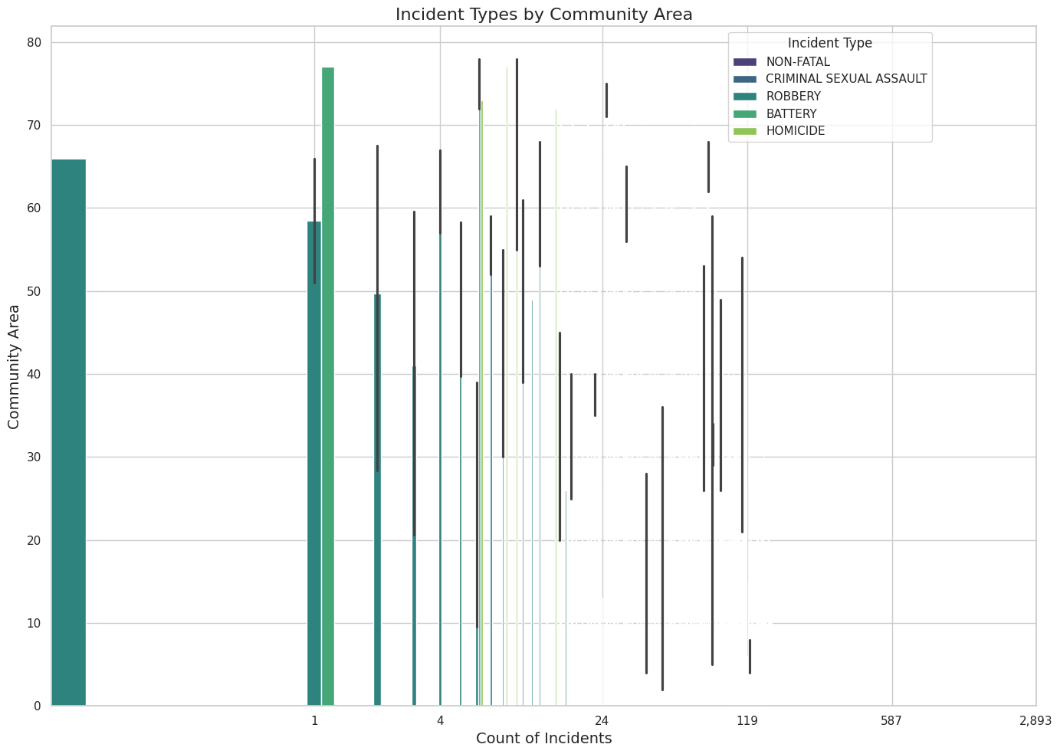 Incident Types by Community Area
80
70
60
50
40
30
20
10
0
Community Area
Incident Type
NON-FATAL
CRIMINAL SEXUAL ASSAULT
ROBBERY
BATTERY
HOMICIDE
1 4 24 119 587 2,893
Count of Incidents